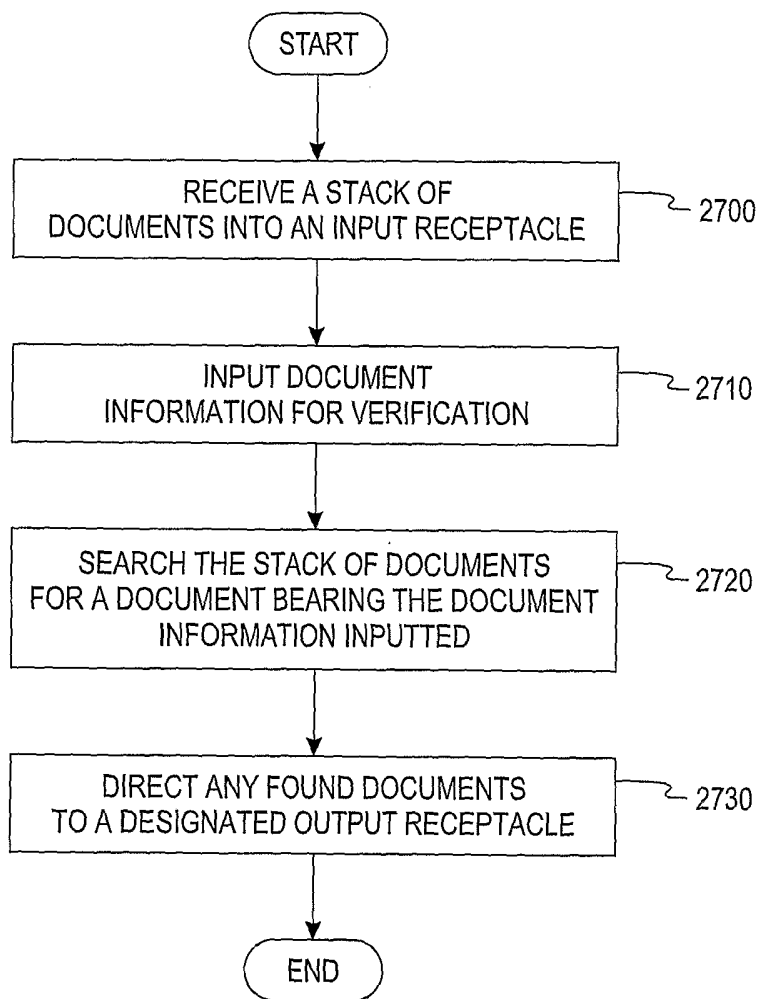 START
RECEIVE A STACK OF
DOCUMENTS INTO AN INPUT RECEPTACLE
2700
INPUT DOCUMENT
INFORMATION FOR VERIFICATION
2710
SEARCH THE STACK OF DOCUMENTS
FOR A DOCUMENT BEARING THE DOCUMENT
INFORMATION INPUTTED
2720
DIRECT ANY FOUND DOCUMENTS
TO A DESIGNATED OUTPUT RECEPTACLE
2730
END